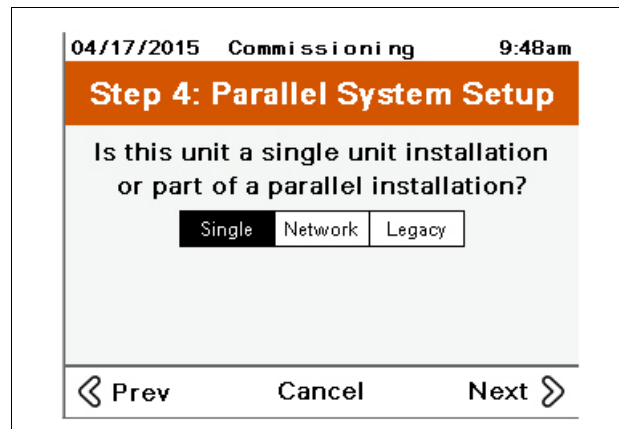 04/17/2015 Commissioning 9:48am
Step 4: Parallel System Setup
Is this unit a single unit installation
or part of a parallel installation?
Single Network Legacy
Prev Cancel Next